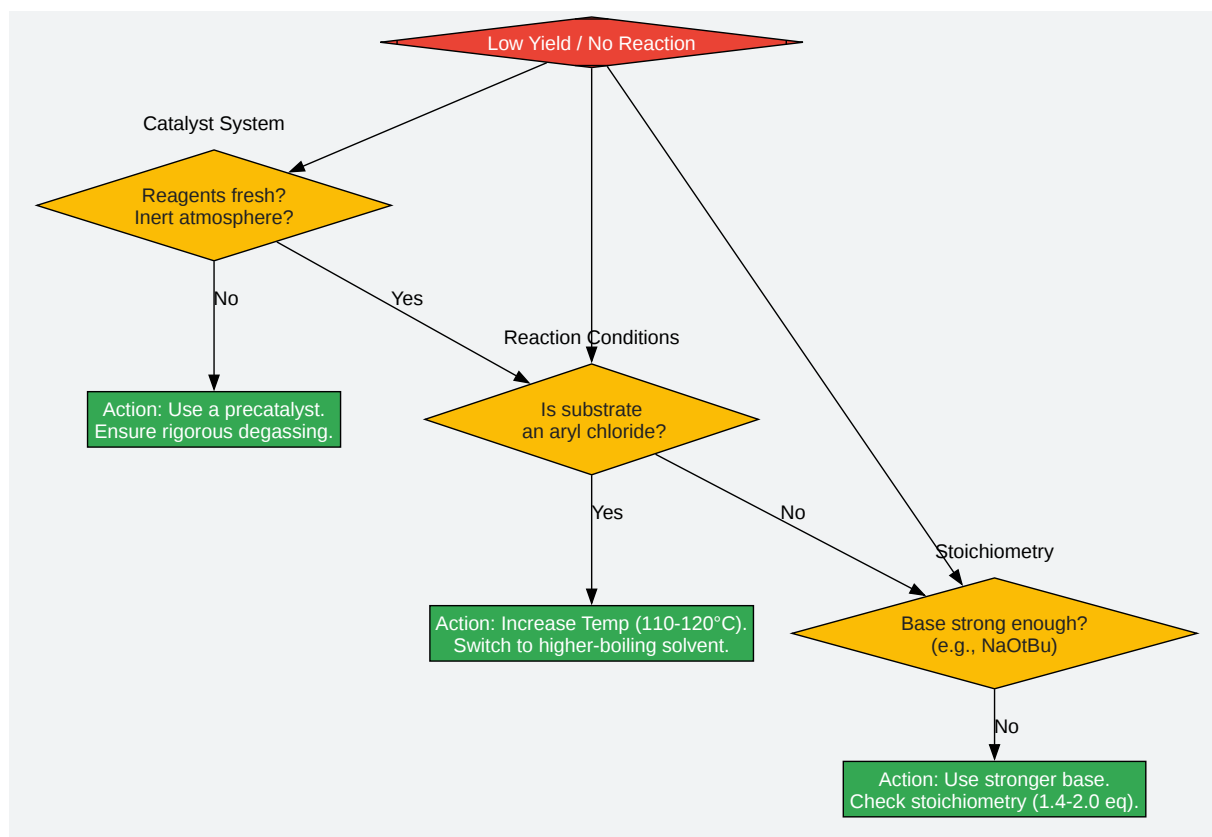 Low Yield / No Reaction
Catalyst System
Reagents fresh?
Inert atmosphere?
No
Yes
Action: Use a precatalyst.
Ensure rigorous degassing.
Reaction Conditions
Is substrate
an aryl chloride?
Yes
No
Action: Increase Temp (110-120°C).
Switch to higher-boiling solvent.
Stoichiometry
Base strong enough?
(e.g., NaOtBu)
No
Action: Use stronger base.
Check stoichiometry (1.4-2.0 eq).